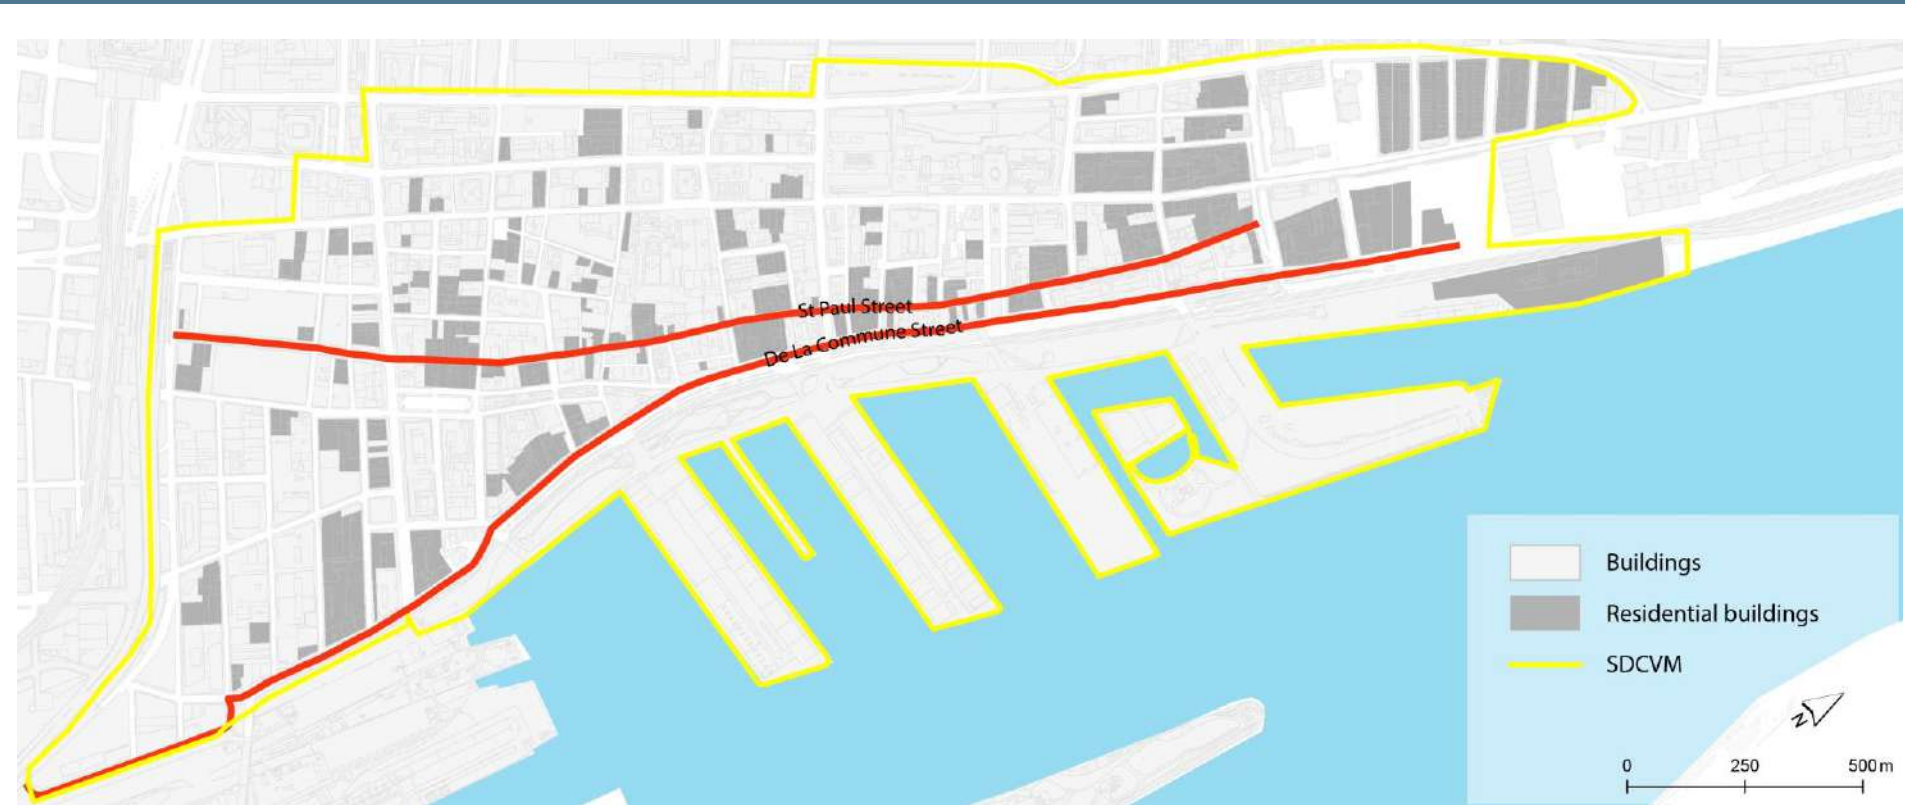 St Paul Street
De La Commune Street
Buildings
Residential buildings
SDCVM
N
0 250 500 m